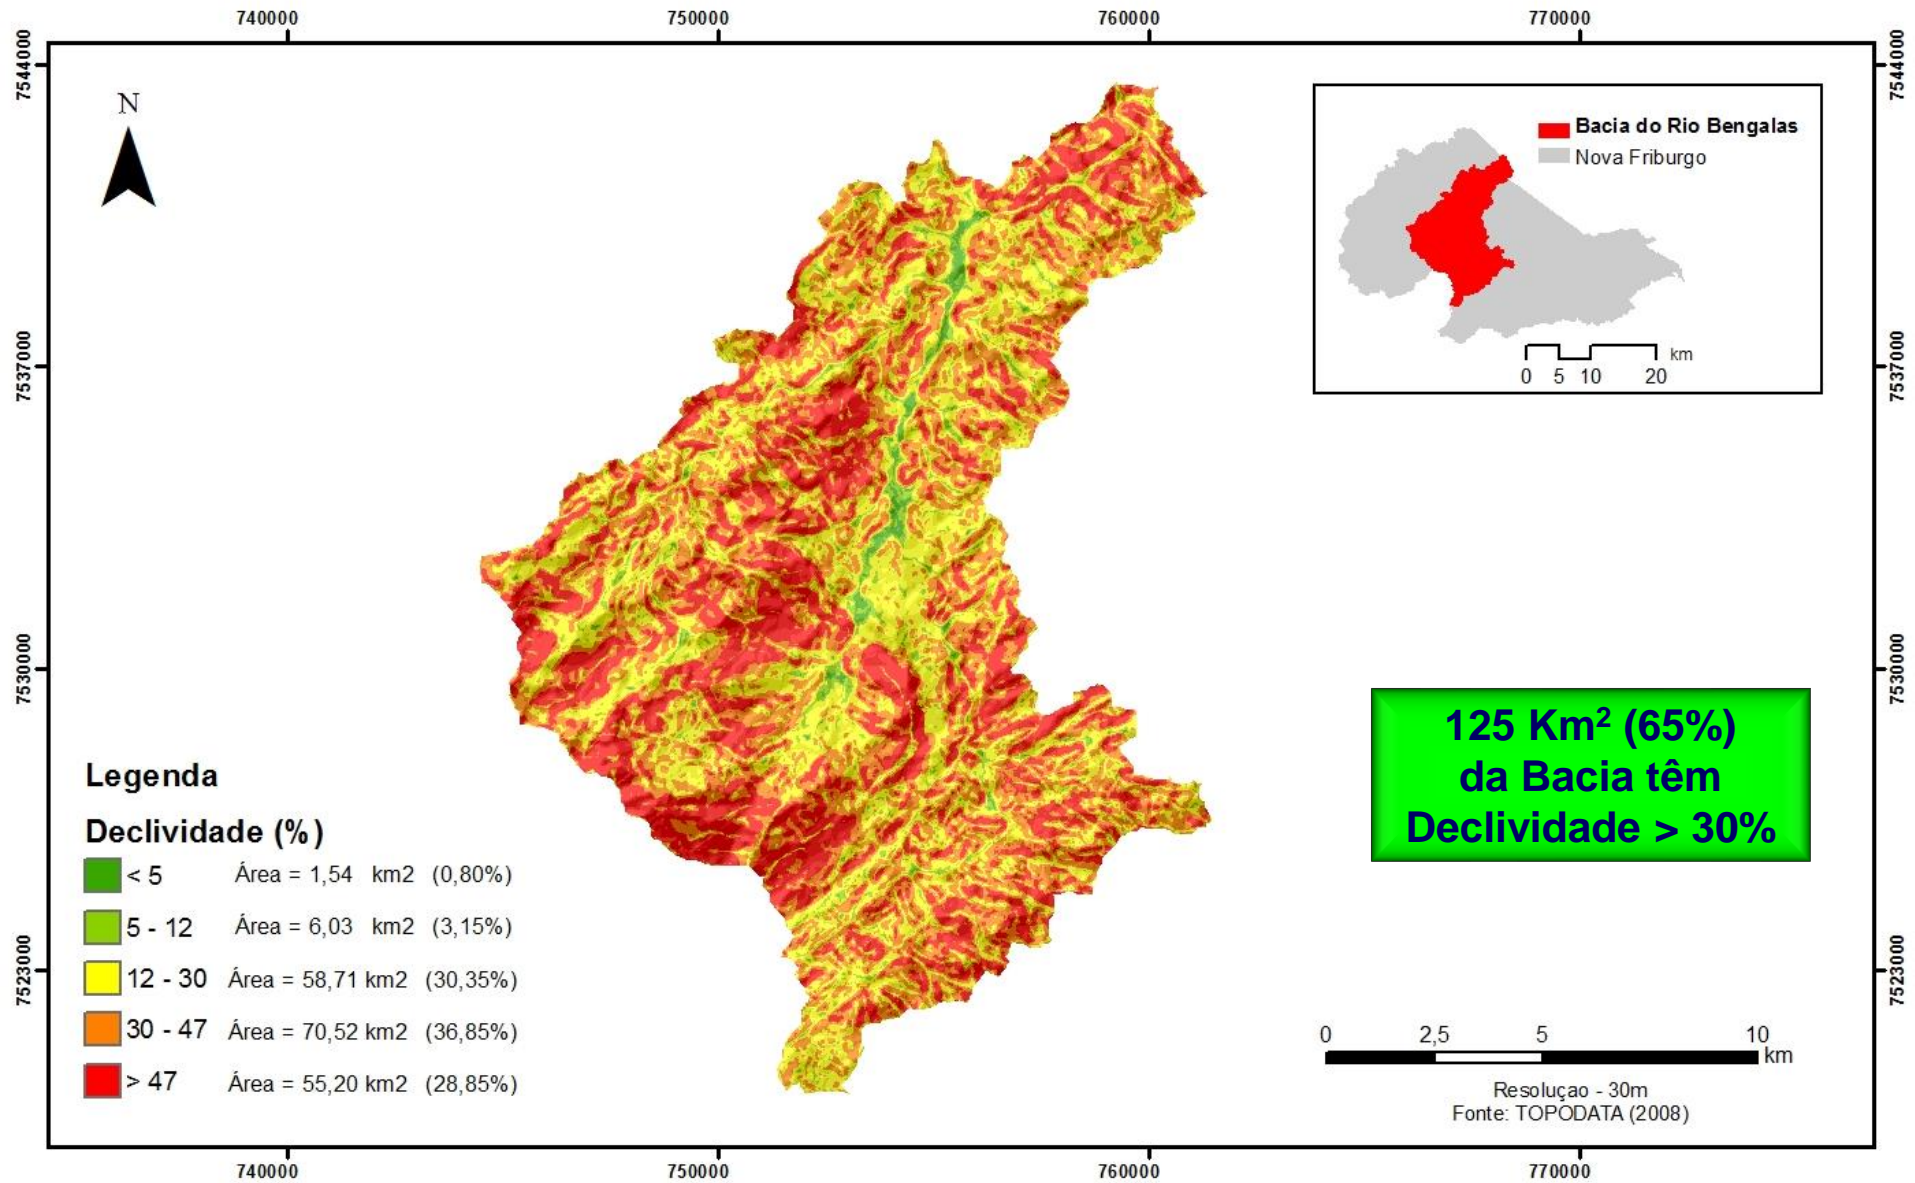 740000 750000 760000 770000
7544000 7544000
N
Bacia do Rio Bengalas
Nova Friburgo
km
0 5 10 20
7537000 7537000
7530000 7530000
125 Km² (65%)
da Bacia têm
Declividade > 30%
Legenda
Declividade (%)
< 5 Área = 1,54 km2 (0,80%)
5 - 12 Área = 6,03 km2 (3,15%)
12 - 30 Área = 58,71 km2 (30,35%)
30 - 47 Área = 70,52 km2 (36,85%)
> 47 Área = 55,20 km2 (28,85%)
7523000 7523000
0 2,5 5 10
km
Resoluçao - 30m
Fonte: TOPODATA (2008)
740000 750000 760000 770000